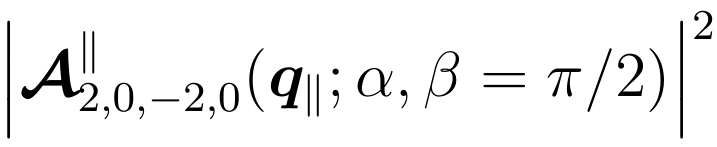 |𝓐^∥_{2,0,−2,0}(𝒒_∥; α, β = π/2)|^2